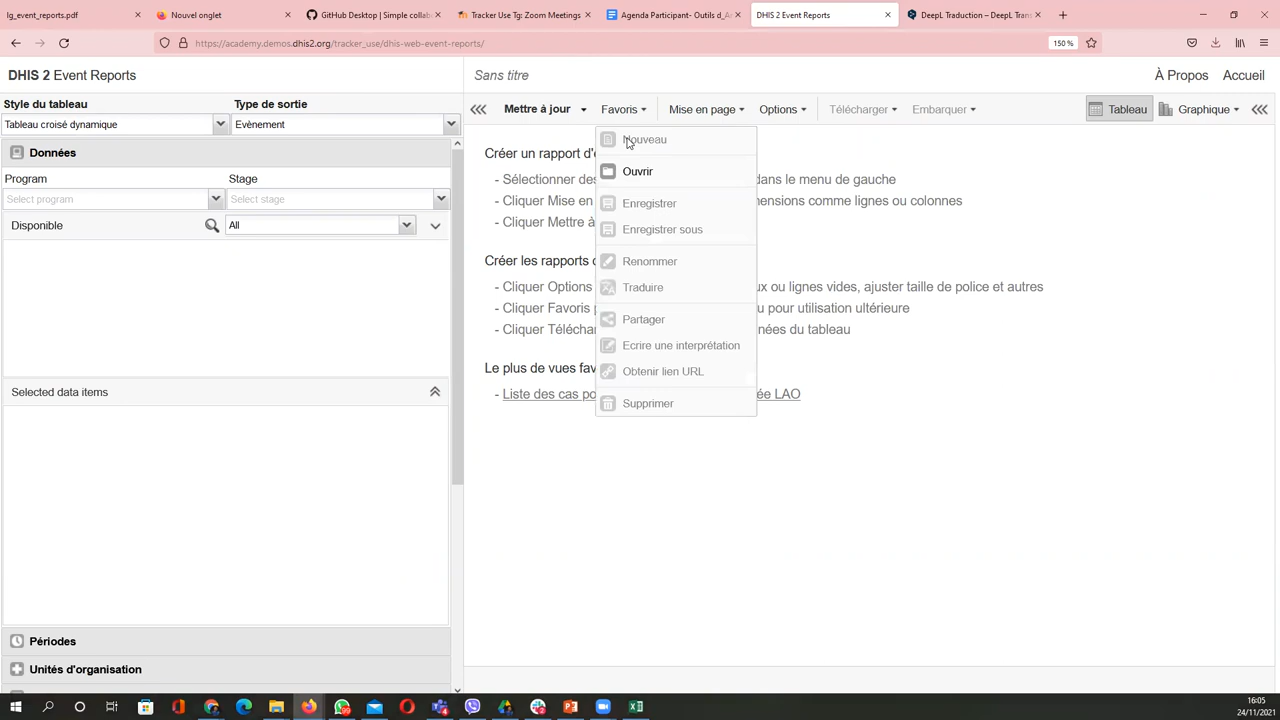 lg_event_reports.pdf
Nouvel onglet
GitHub Desktop | Simple collab
Tracker Use Tg: Zoom Meetings
Agenda Participant- Outils d_An
DHIS 2 Event Reports
DeepL Traduction – DeepL Trans
https://academy.demos.dhis2.org/tracker_use/dhis-web-event-reports/
150 %
DHIS 2 Event Reports
Sans titre
À Propos
Accueil
Style du tableau
Type de sortie
Tableau croisé dynamique
Evènement
Mettre à jour
Favoris
Mise en page
Options
Télécharger
Embarquer
Tableau
Graphique
Données
Program
Stage
Select program
Select stage
Disponible
All
Selected data items
Périodes
Unités d'organisation
Nouveau
Ouvrir
Enregistrer
Enregistrer sous
Renommer
Traduire
Partager
Ecrire une interprétation
Obtenir lien URL
Supprimer
Créer un rapport d'é
- Sélectionner des dans le menu de gauche
- Cliquer Mise en mensions comme lignes ou colonnes
- Cliquer Mettre à
Créer les rapports
- Cliquer Options ux ou lignes vides, ajuster taille de police et autres
- Cliquer Favoris u pour utilisation ultérieure
- Cliquer Téléchar nées du tableau
Le plus de vues fav
- Liste des cas po ée LAO
99
16:05
24/11/2021